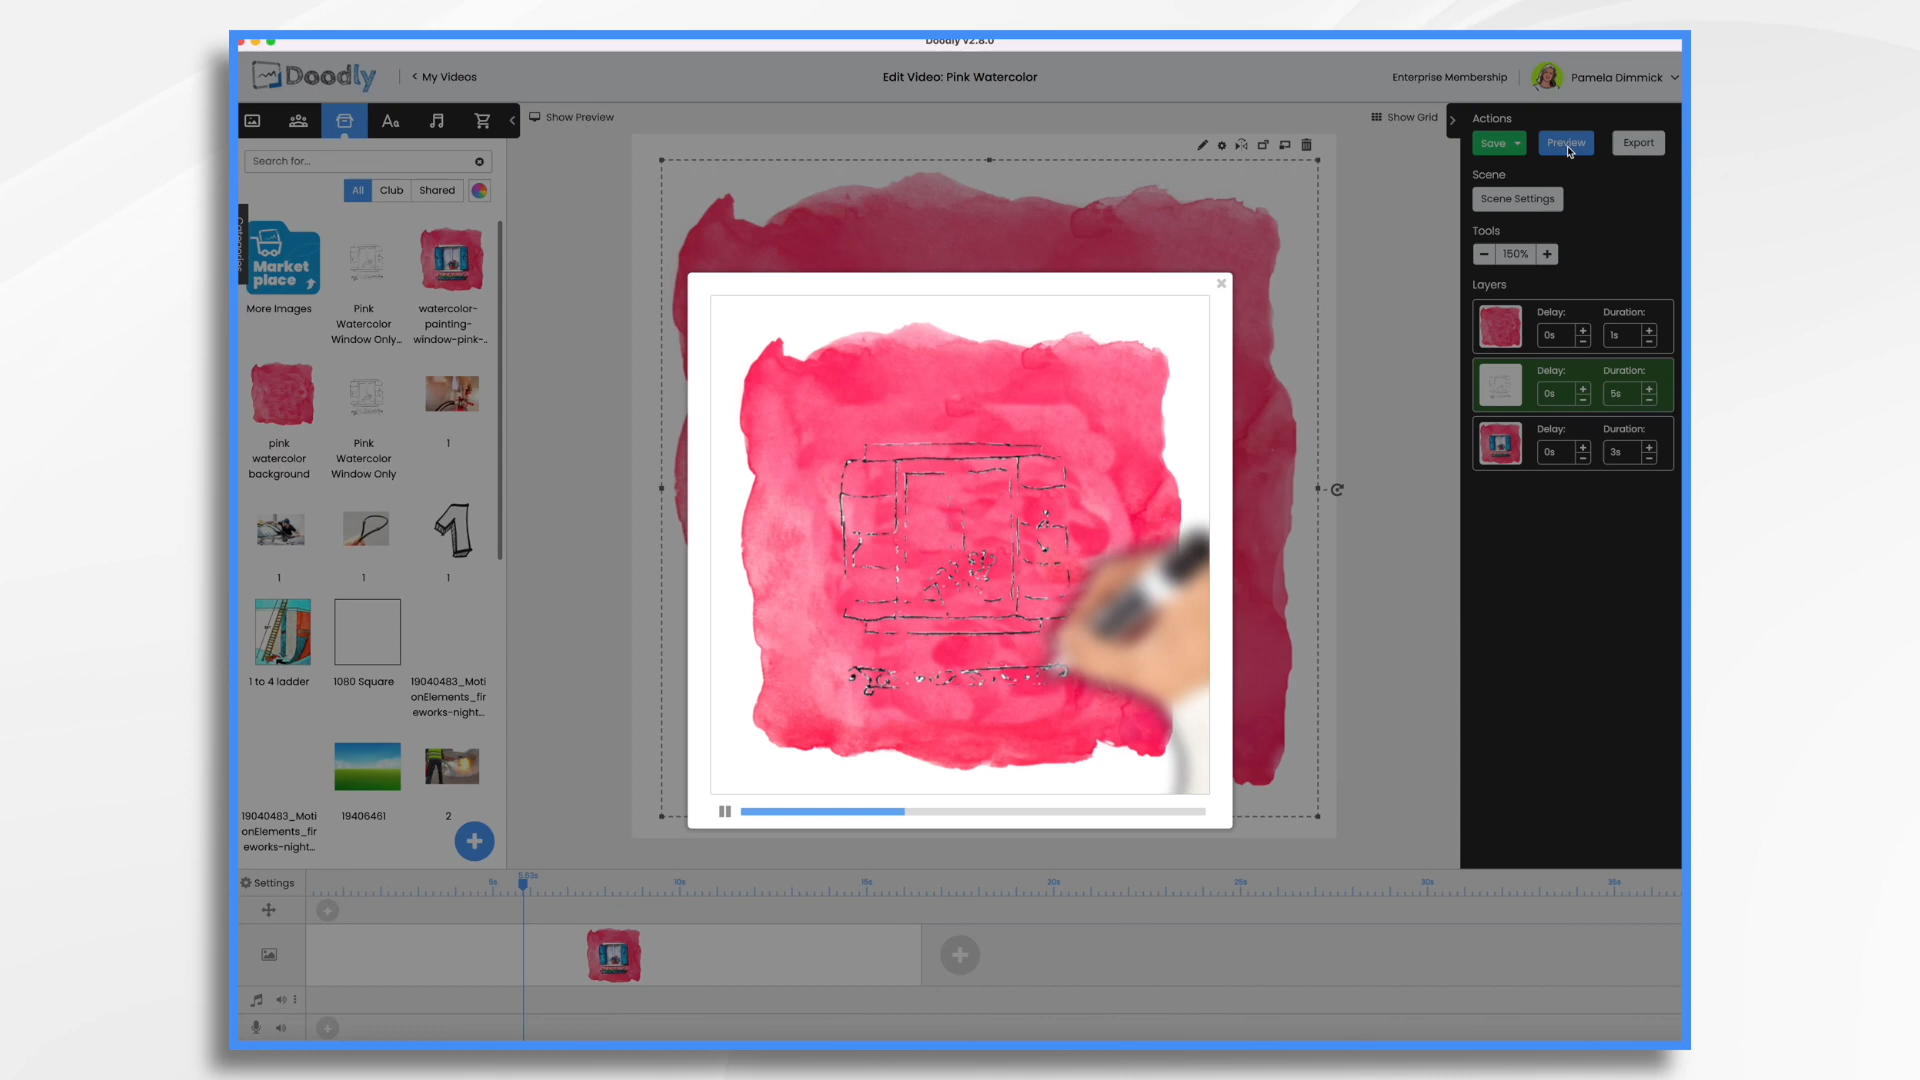 Doodly v2.8.0
Doodly
< My Videos
Edit Video: Pink Watercolor
Enterprise Membership
Pamela Dimmick
Show Preview
Show Grid
Actions
Save
Preview
Export
Search for...
All
Club
Shared
Scene
Scene Settings
Tools
150%
Layers
Categories
Market
place
More Images
Pink
Watercolor
Window Only...
watercolor-
painting-
window-pink-..
pink
watercolor
background
Pink
Watercolor
Window Only
1
1
1
1
1 to 4 ladder
1080 Square
19040483_Moti
onElements_fir
eworks-night...
19040483_Moti
onElements_fir
eworks-night...
19406461
2
Delay:
Duration:
0s
1s
Delay:
Duration:
0s
5s
Delay:
Duration:
0s
3s
Settings
5s
5.63s
10s
15s
20s
25s
30s
35s